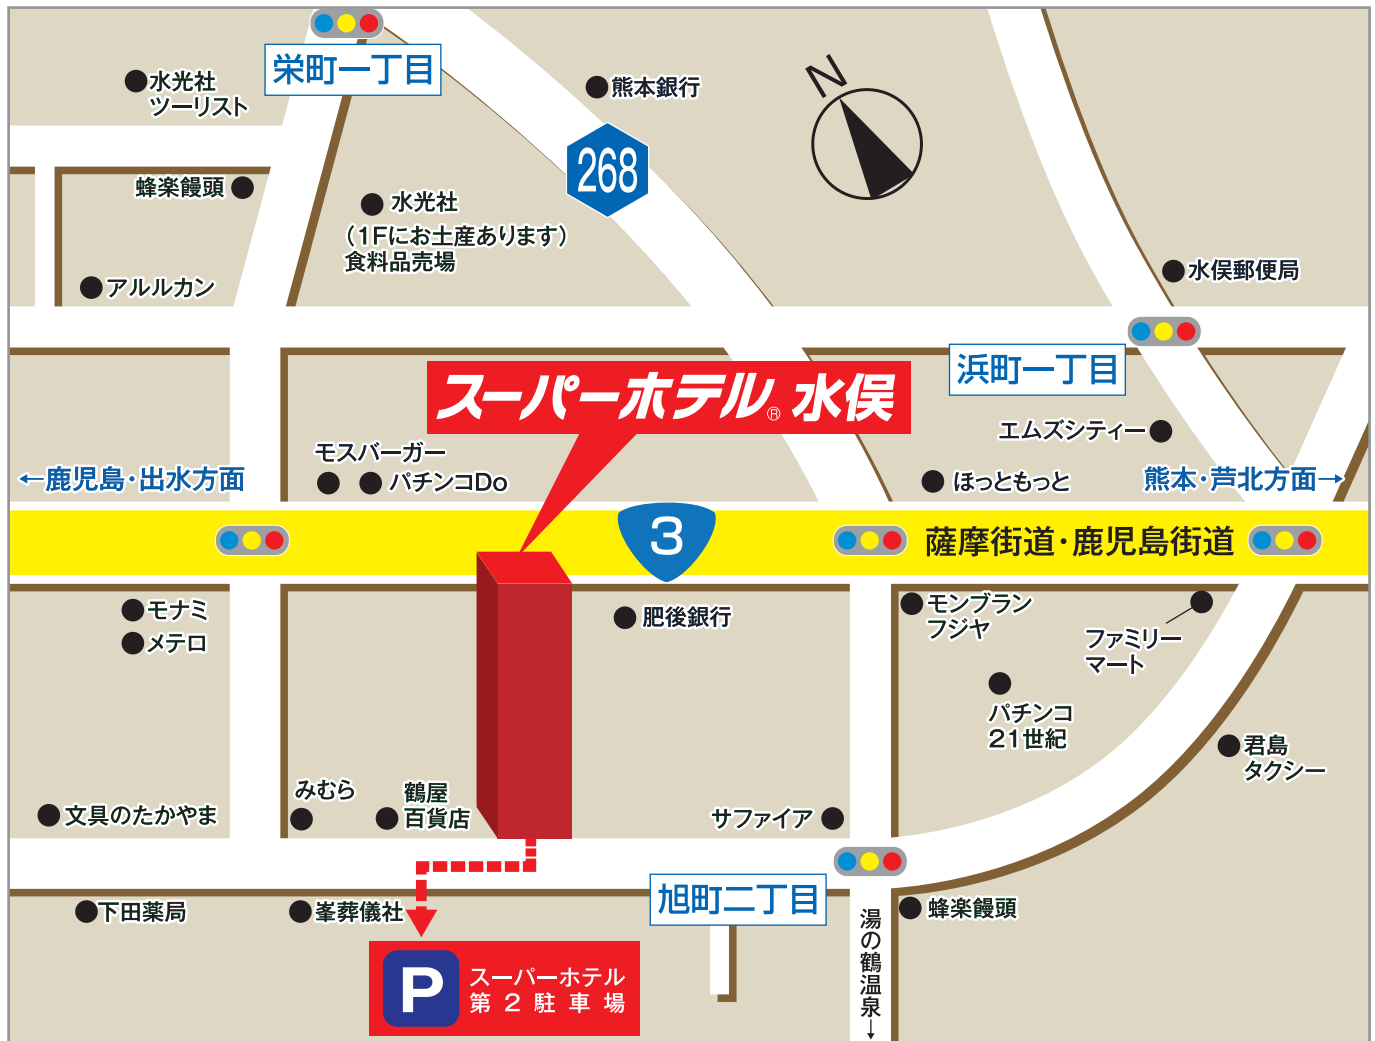 栄町一丁目
水光社
ツーリスト
熊本銀行
N
268
蜂楽饅頭
水光社
（1Fにお土産あります）
食料品売場
アルルカン
水俣郵便局
浜町一丁目
スーパーホテル® 水俣
エムズシティー
モスバーガー
パチンコDo
←鹿児島・出水方面
ほっともっと
熊本・芦北方面→
3
薩摩街道・鹿児島街道
モナミ
メテロ
肥後銀行
モンブラン
フジヤ
ファミリー
マート
パチンコ
21世紀
君島
タクシー
みむら
鶴屋
百貨店
文具のたかやま
サファイア
旭町二丁目
下田薬局
峯葬儀社
蜂楽饅頭
湯の鶴温泉→
P
スーパーホテル
第2駐車場